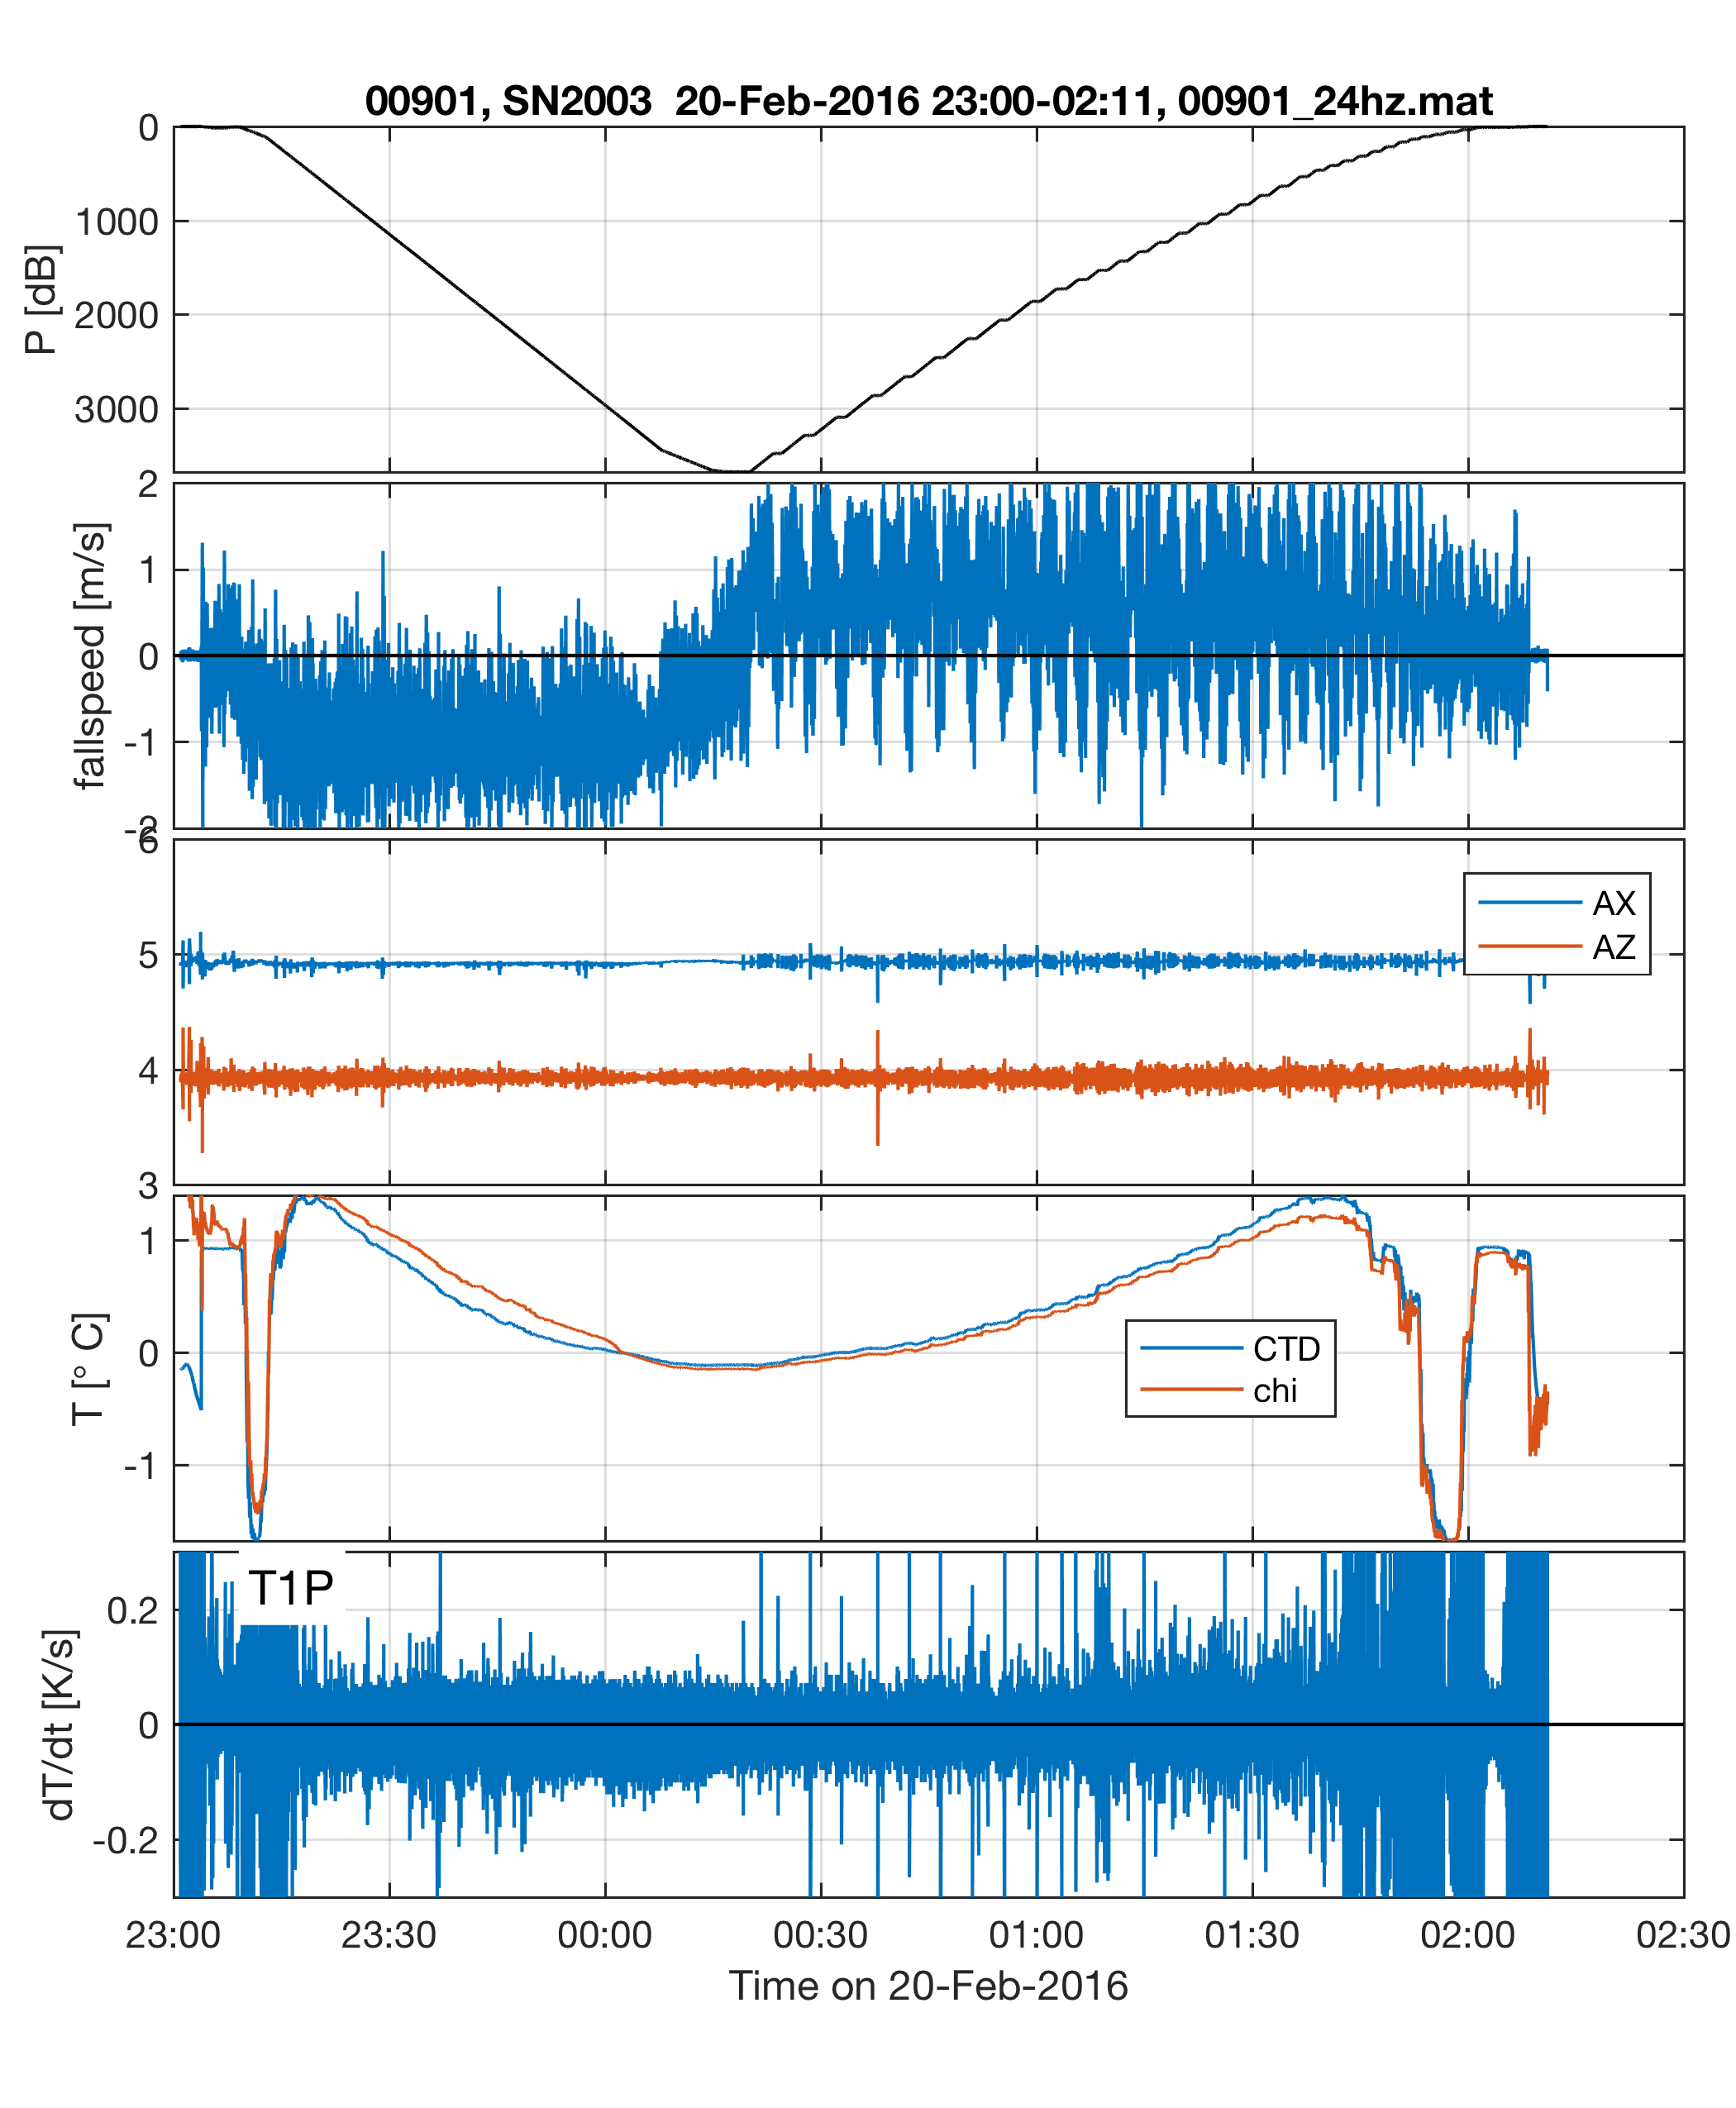 00901, SN2003  20-Feb-2016 23:00-02:11, 00901_24hz.mat
0
1000
2000
3000
P [dB]
2
1
0
-1
-2
fallspeed [m/s]
6
5
4
3
AX
AZ
1
0
-1
T [° C]
CTD
chi
T1P
0.2
0
-0.2
dT/dt [K/s]
23:00 23:30 00:00 00:30 01:00 01:30 02:00 02:30
Time on 20-Feb-2016